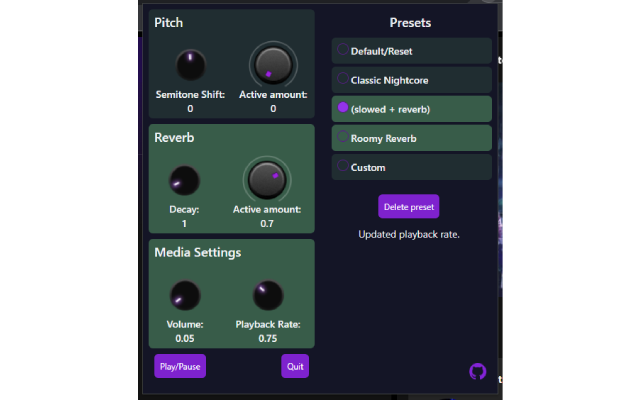 Pitch
Semitone Shift:
0
Active amount:
0
Reverb
Decay:
1
Active amount:
0.7
Media Settings
Volume:
0.05
Playback Rate:
0.75
Play/Pause
Quit
Presets
Default/Reset
Classic Nightcore
(slowed + reverb)
Roomy Reverb
Custom
Delete preset
Updated playback rate.